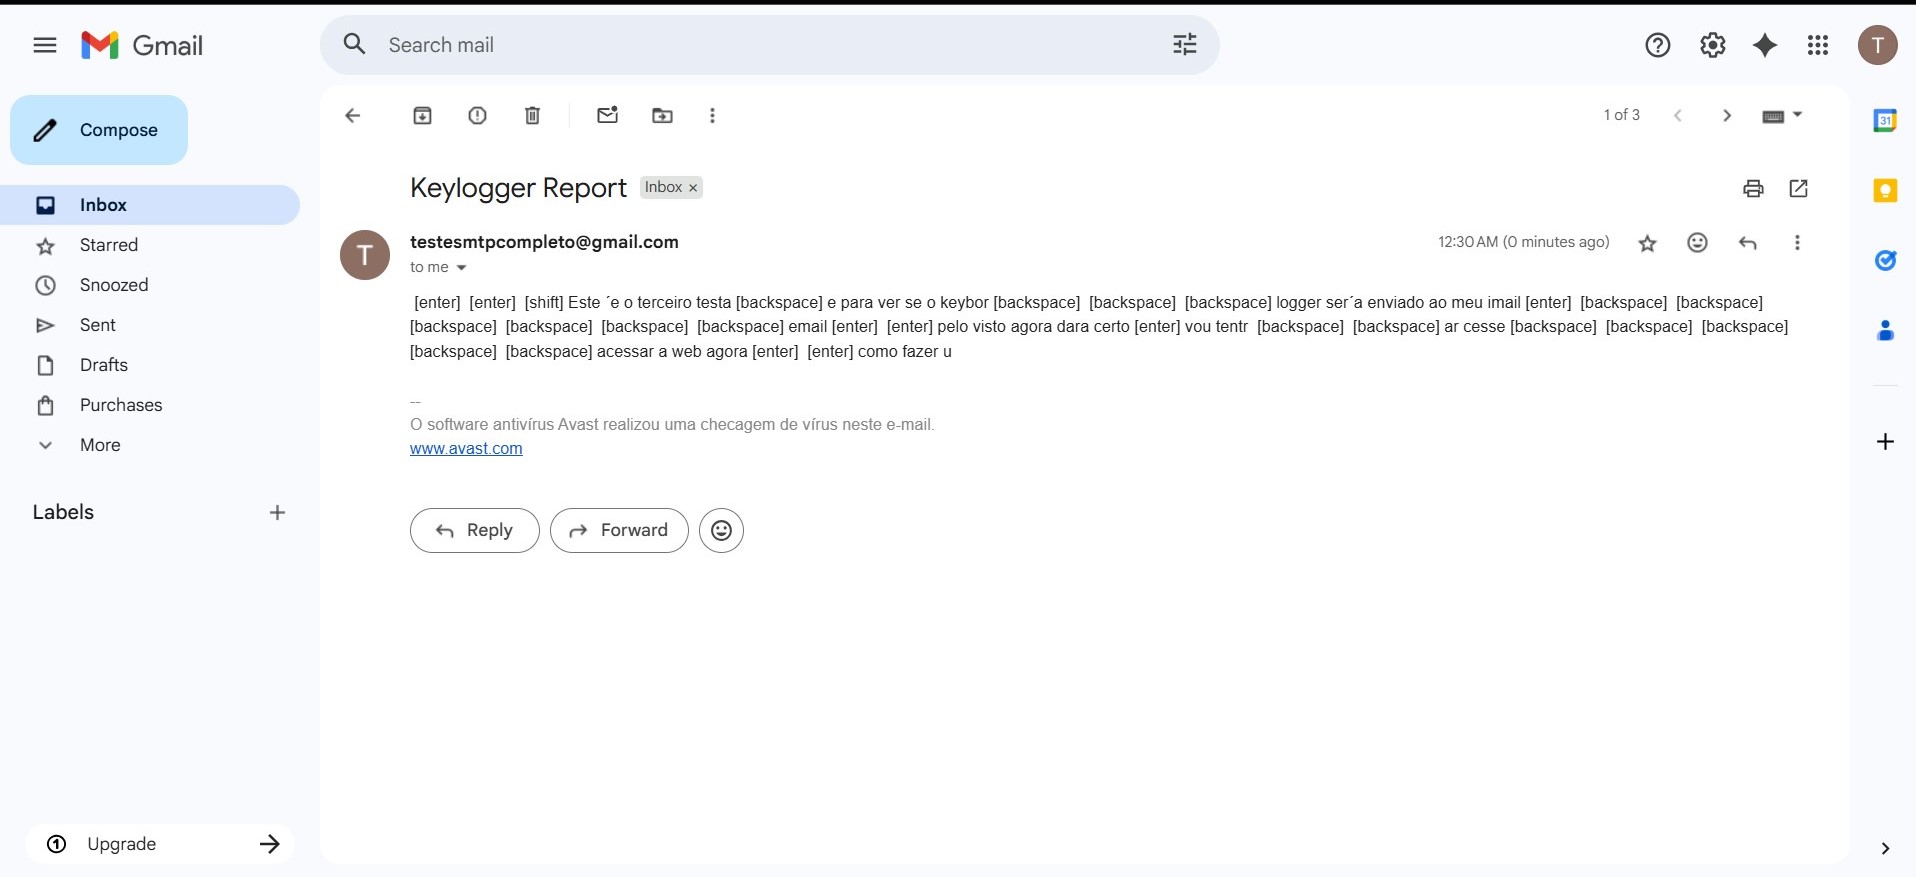 Gmail
Search mail
T
Compose
1 of 3
31
Keylogger Report Inbox ×
Inbox
Starred
Snoozed
Sent
Drafts
Purchases
More
Labels
T
testesmtpcompleto@gmail.com
12:30 AM (0 minutes ago)
to me
[enter] [enter] [shift] Este ´e o terceiro testa [backspace] e para ver se o keybor [backspace] [backspace] [backspace] logger ser´a enviado ao meu imail [enter] [backspace] [backspace]
[backspace] [backspace] [backspace] [backspace] email [enter] [enter] pelo visto agora dara certo [enter] vou tentr [backspace] [backspace] ar cesse [backspace] [backspace] [backspace]
[backspace] [backspace] acessar a web agora [enter] [enter] como fazer u
--
O software antivírus Avast realizou uma checagem de vírus neste e-mail.
www.avast.com
Reply
Forward
1 Upgrade